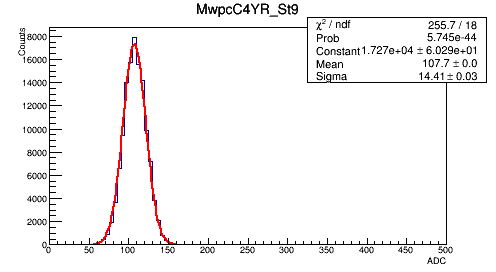 MwpcC4YR_St9
χ² / ndf 255.7 / 18
Prob 5.745e-44
Constant 1.727e+04 ± 6.029e+01
Mean 107.7 ± 0.0
Sigma 14.41 ± 0.03
Counts
18000
16000
14000
12000
10000
8000
6000
4000
2000
0
0 50 100 150 200 250 300 350 400 450 500
ADC